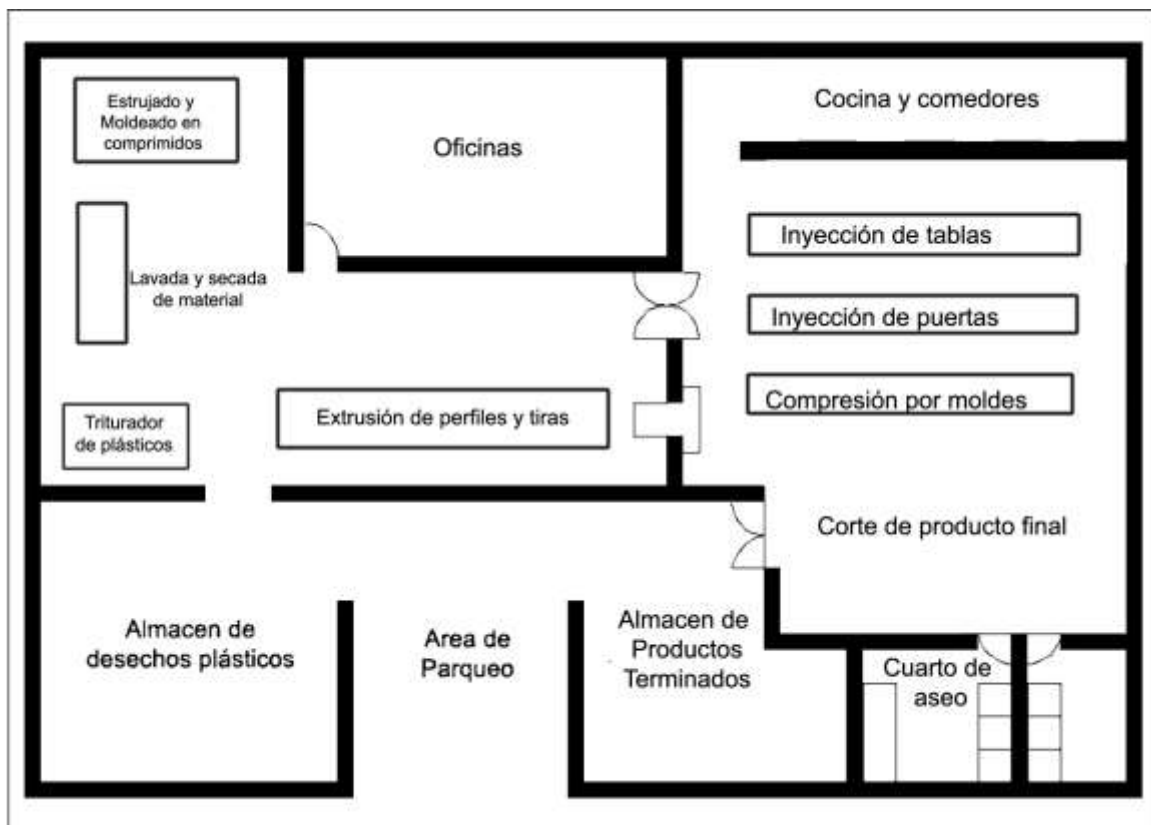 Estrujado y
Moldeado en
comprimidos
Oficinas
Cocina y comedores
Lavada y secada
de material
Inyección de tablas
Inyección de puertas
Compresión por moldes
Triturador
de plásticos
Extrusión de perfiles y tiras
Corte de producto final
Almacen de
desechos plásticos
Area de
Parqueo
Almacen de
Productos
Terminados
Cuarto de
aseo